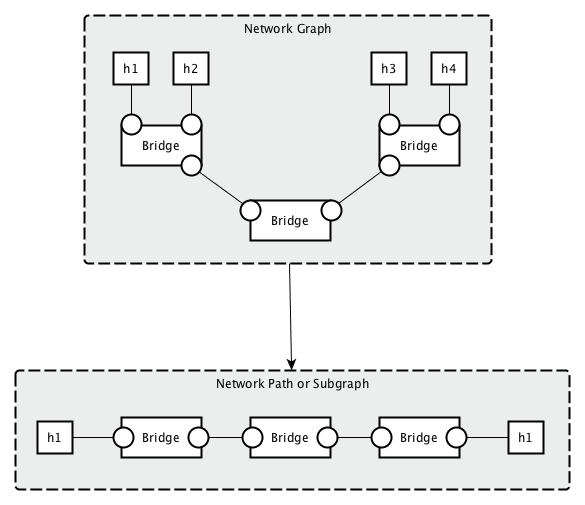 Network Graph
h1 h2 h3 h4
Bridge Bridge
Bridge
Network Path or Subgraph
h1 Bridge Bridge Bridge h1